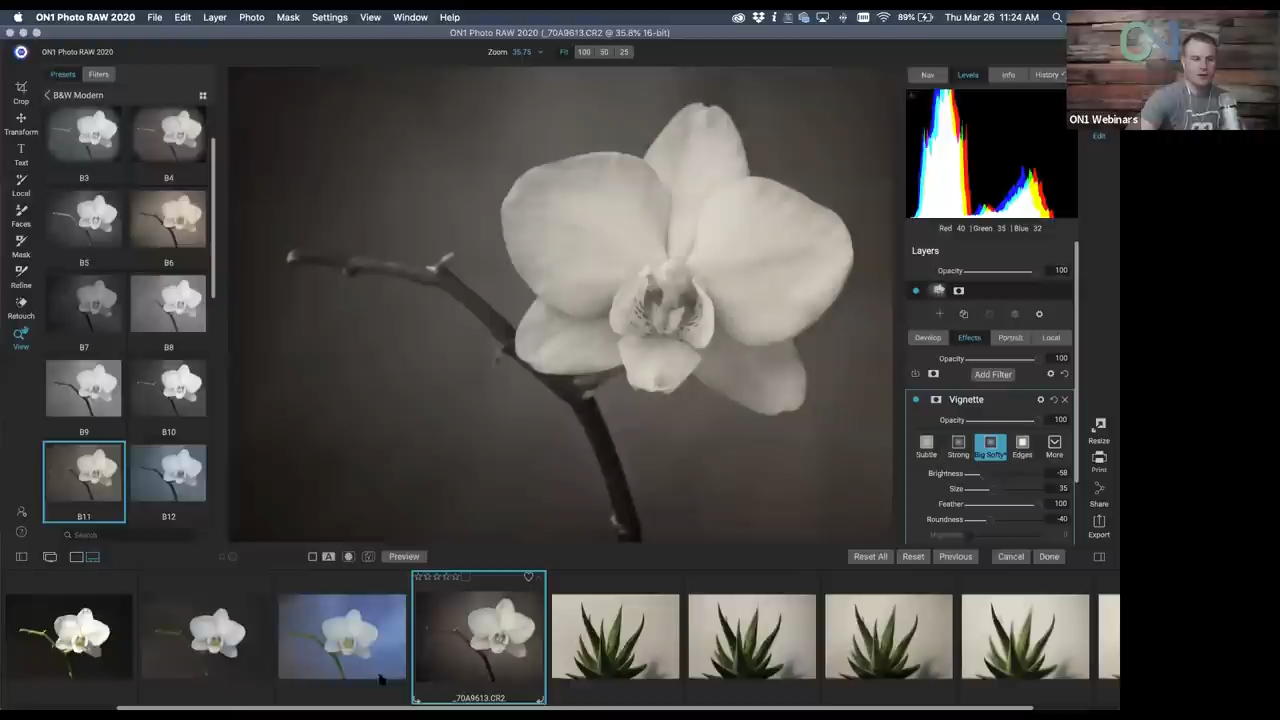 ON1 Photo RAW 2020 File Edit Layer Photo Mask Settings View Window Help 89% Thu Mar 26 11:24 AM
ON1 Photo RAW (_70A9613.CR2 @ 35.8% 16-bit)
ON1 Photo RAW 2020
Zoom 35.75 Fit 100 50 25
Presets Filters
Nav Levels Info History
B&W Modern
Crop
Transform
Text
Local
Faces
Mask
Refine
Retouch
View
B3 B4
B5 B6
B7 B8
B9 B10
B11 B12
Search
ON1
ON1 Webinars
Edit
Red 40 | Green 35 | Blue 32
Layers
Opacity 100
Develop Effects Portrait Local
Opacity 100
Add Filter
Vignette
Opacity 100
Subtle Strong Big Softy* Edges More
Brightness -58
Size 35
Feather 100
Roundness -40
Resize
Print
Share
Export
A Preview Reset All Reset Previous Cancel Done
_70A9613.CR2